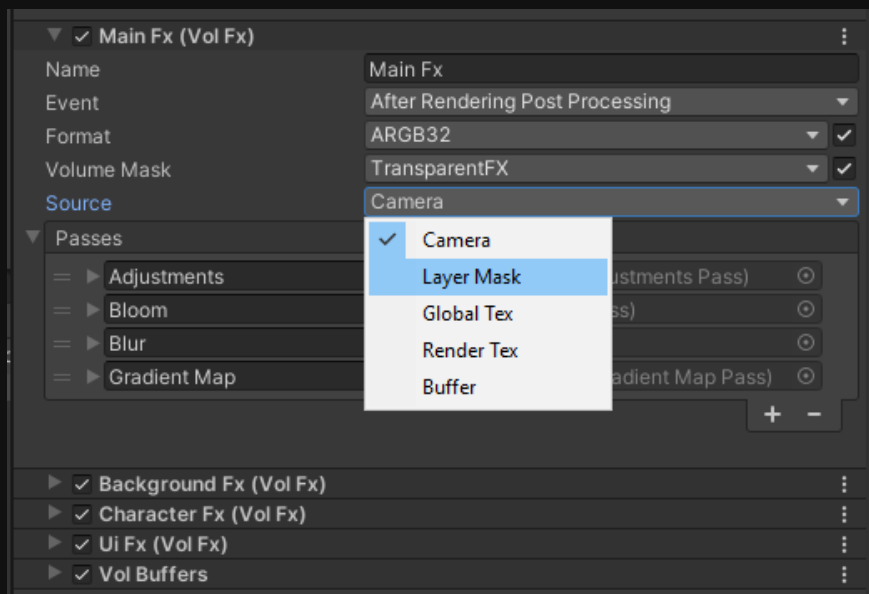 Main Fx (Vol Fx)
Name Main Fx
Event After Rendering Post Processing
Format ARGB32
Volume Mask TransparentFX
Source Camera
Passes
Camera
Adjustments
Layer Mask
justments Pass)
Bloom
Global Tex
ss)
Blur
Render Tex
Gradient Map
adient Map Pass)
Buffer
+ −
Background Fx (Vol Fx)
Character Fx (Vol Fx)
Ui Fx (Vol Fx)
Vol Buffers